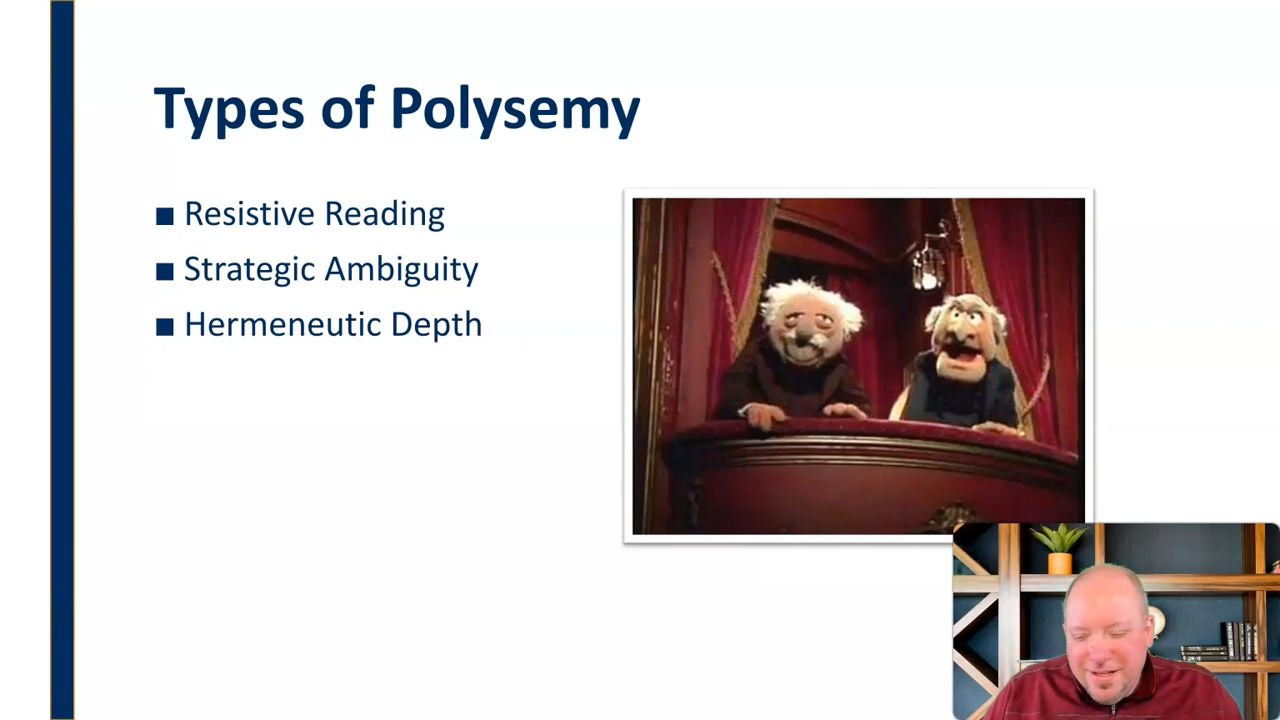 Types of Polysemy
■ Resistive Reading
■ Strategic Ambiguity
■ Hermeneutic Depth